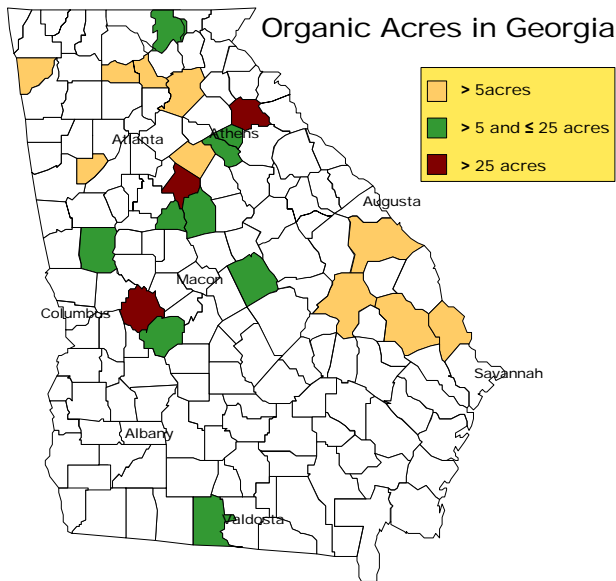 Organic Acres in Georgia
> 5acres
> 5 and ≤ 25 acres
> 25 acres
Atlanta
Athens
Augusta
Macon
Columbus
Savannah
Albany
Valdosta